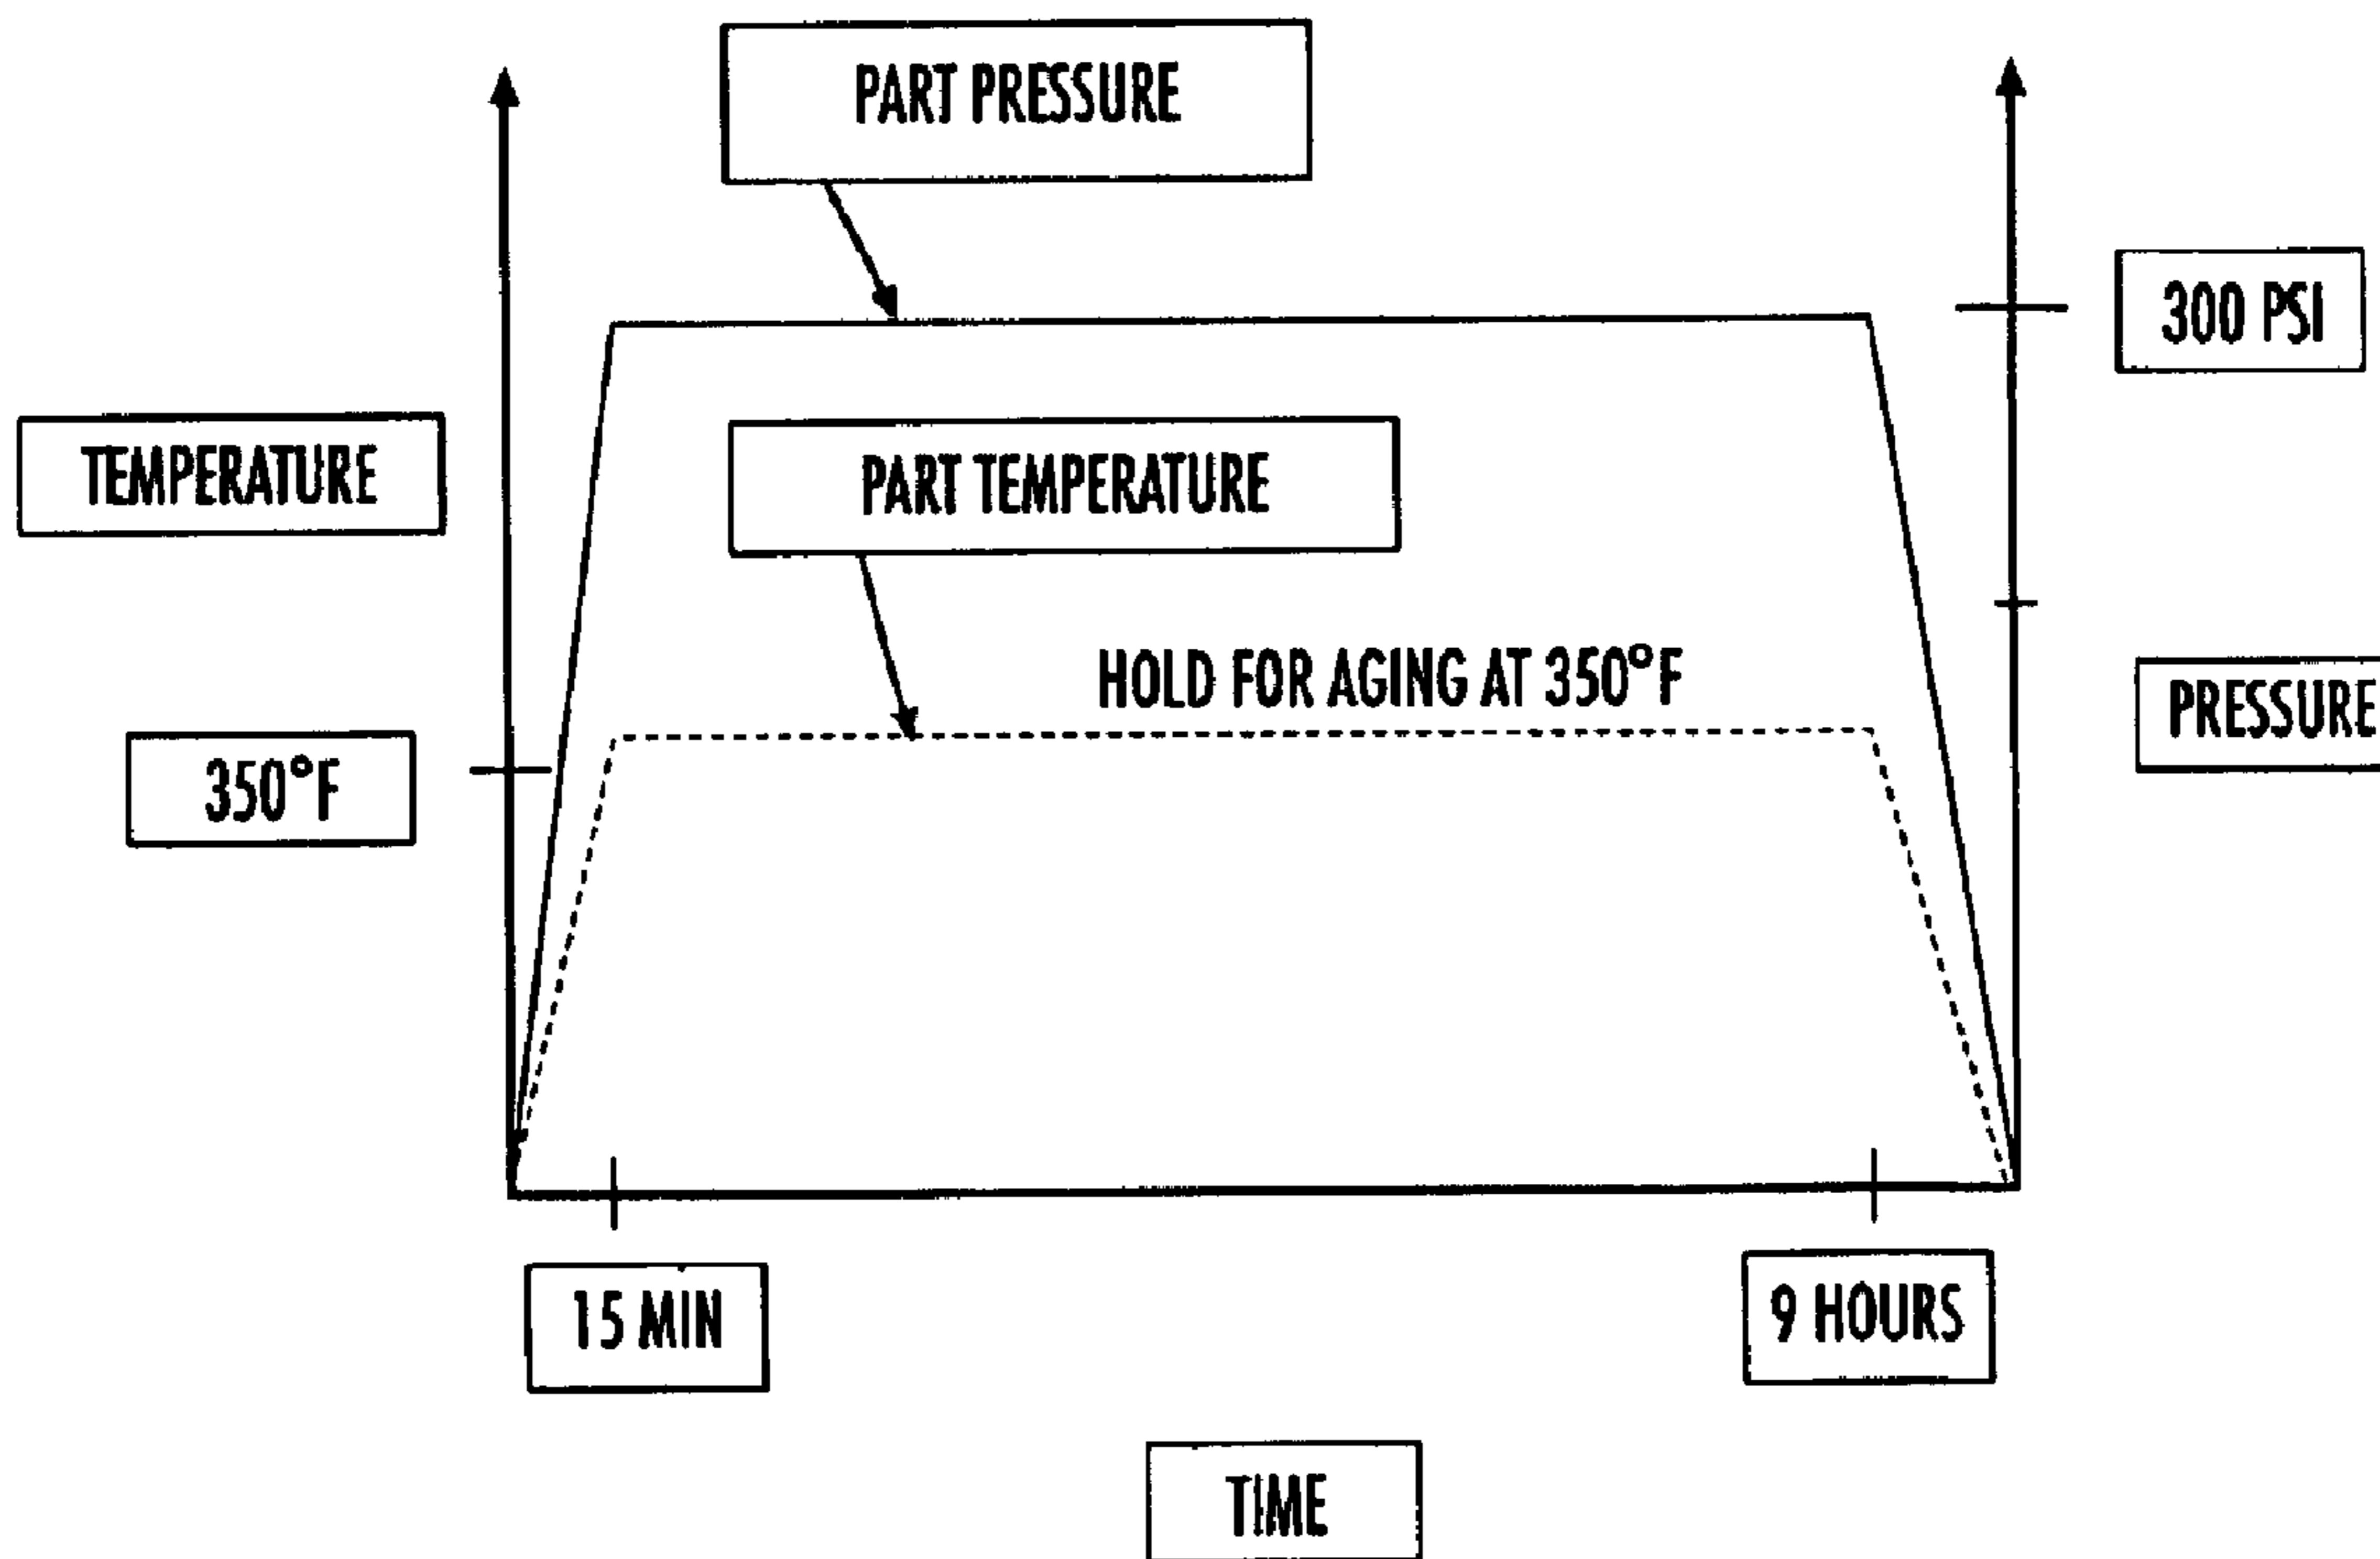 PART PRESSURE
300 PSI
TEMPERATURE
PART TEMPERATURE
HOLD FOR AGING AT 350°F
PRESSURE
350°F
15 MIN
9 HOURS
TIME